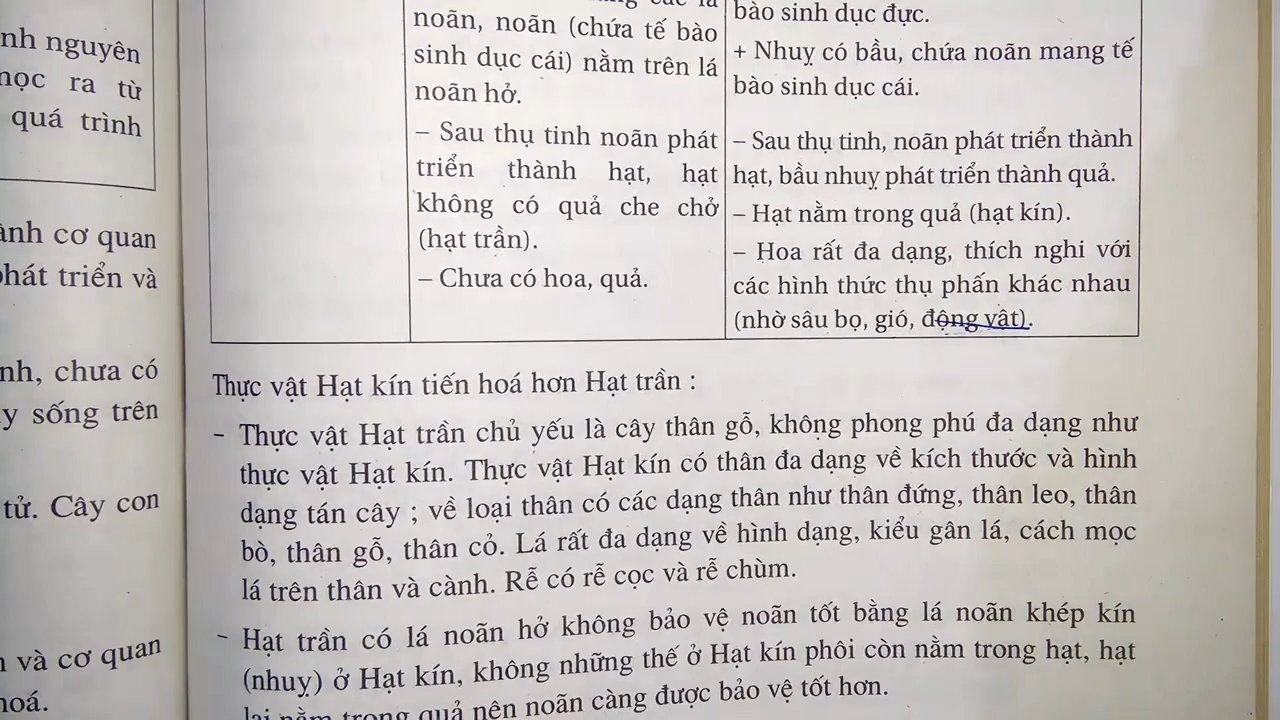 nh nguyên
mọc ra từ
quá trình
cơ quan
phát triển và
nh, chưa có
sống trên
tử. Cây con
và cơ quan
hoá.
noãn, noãn (chứa tế bào
sinh dục cái) nằm trên lá
noãn hở.
– Sau thụ tinh noãn phát
triển thành hạt, hạt
không có quả che chở
(hạt trần).
– Chưa có hoa, quả.
bào sinh dục đực.
+ Nhuỵ có bầu, chứa noãn mang tế
bào sinh dục cái.
– Sau thụ tinh, noãn phát triển thành
hạt, bầu nhuỵ phát triển thành quả.
– Hạt nằm trong quả (hạt kín).
– Hoa rất đa dạng, thích nghi với
các hình thức thụ phấn khác nhau
(nhờ sâu bọ, gió, động vật).
Thực vật Hạt kín tiến hoá hơn Hạt trần :
- Thực vật Hạt trần chủ yếu là cây thân gỗ, không phong phú đa dạng như
thực vật Hạt kín. Thực vật Hạt kín có thân đa dạng về kích thước và hình
dạng tán cây ; về loại thân có các dạng thân như thân đứng, thân leo, thân
bò, thân gỗ, thân cỏ. Lá rất đa dạng về hình dạng, kiểu gân lá, cách mọc
lá trên thân và cành. Rễ có rễ cọc và rễ chùm.
- Hạt trần có lá noãn hở không bảo vệ noãn tốt bằng lá noãn khép kín
(nhuỵ) ở Hạt kín, không những thế ở Hạt kín phôi còn nằm trong hạt, hạt
lại nằm trong quả nên noãn càng được bảo vệ tốt hơn.